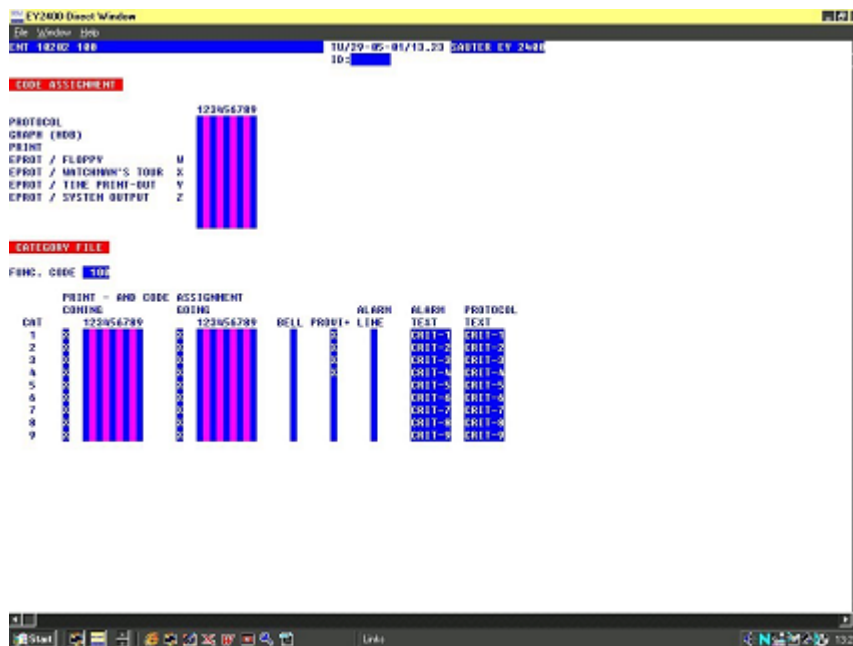 EY2400 Direct Window
File Window Help
ENT 10202 100 TU/29-05-01/13.23 SAUTER EY 2400
ID:
CODE ASSIGNMENT
123456789
PROTOCOL
GRAPH (HDB)
PRINT
EPROT / FLOPPY W
EPROT / WATCHMAN'S TOUR X
EPROT / TIME PRINT-OUT Y
EPROT / SYSTEM OUTPUT Z
CATEGORY FILE
FUNC. CODE 100
PRINT - AND CODE ASSIGNMENT
COMING GOING ALARM ALARM PROTOCOL
CAT 123456789 123456789 BELL PROVI+ LINE TEXT TEXT
1 X X X CRIT-1 CRIT-1
2 X X X CRIT-2 CRIT-2
3 X X X CRIT-3 CRIT-3
4 X X X CRIT-4 CRIT-4
5 X X CRIT-5 CRIT-5
6 X X CRIT-6 CRIT-6
7 X X CRIT-7 CRIT-7
8 X X CRIT-8 CRIT-8
9 X X CRIT-9 CRIT-9
Start Links 13:2